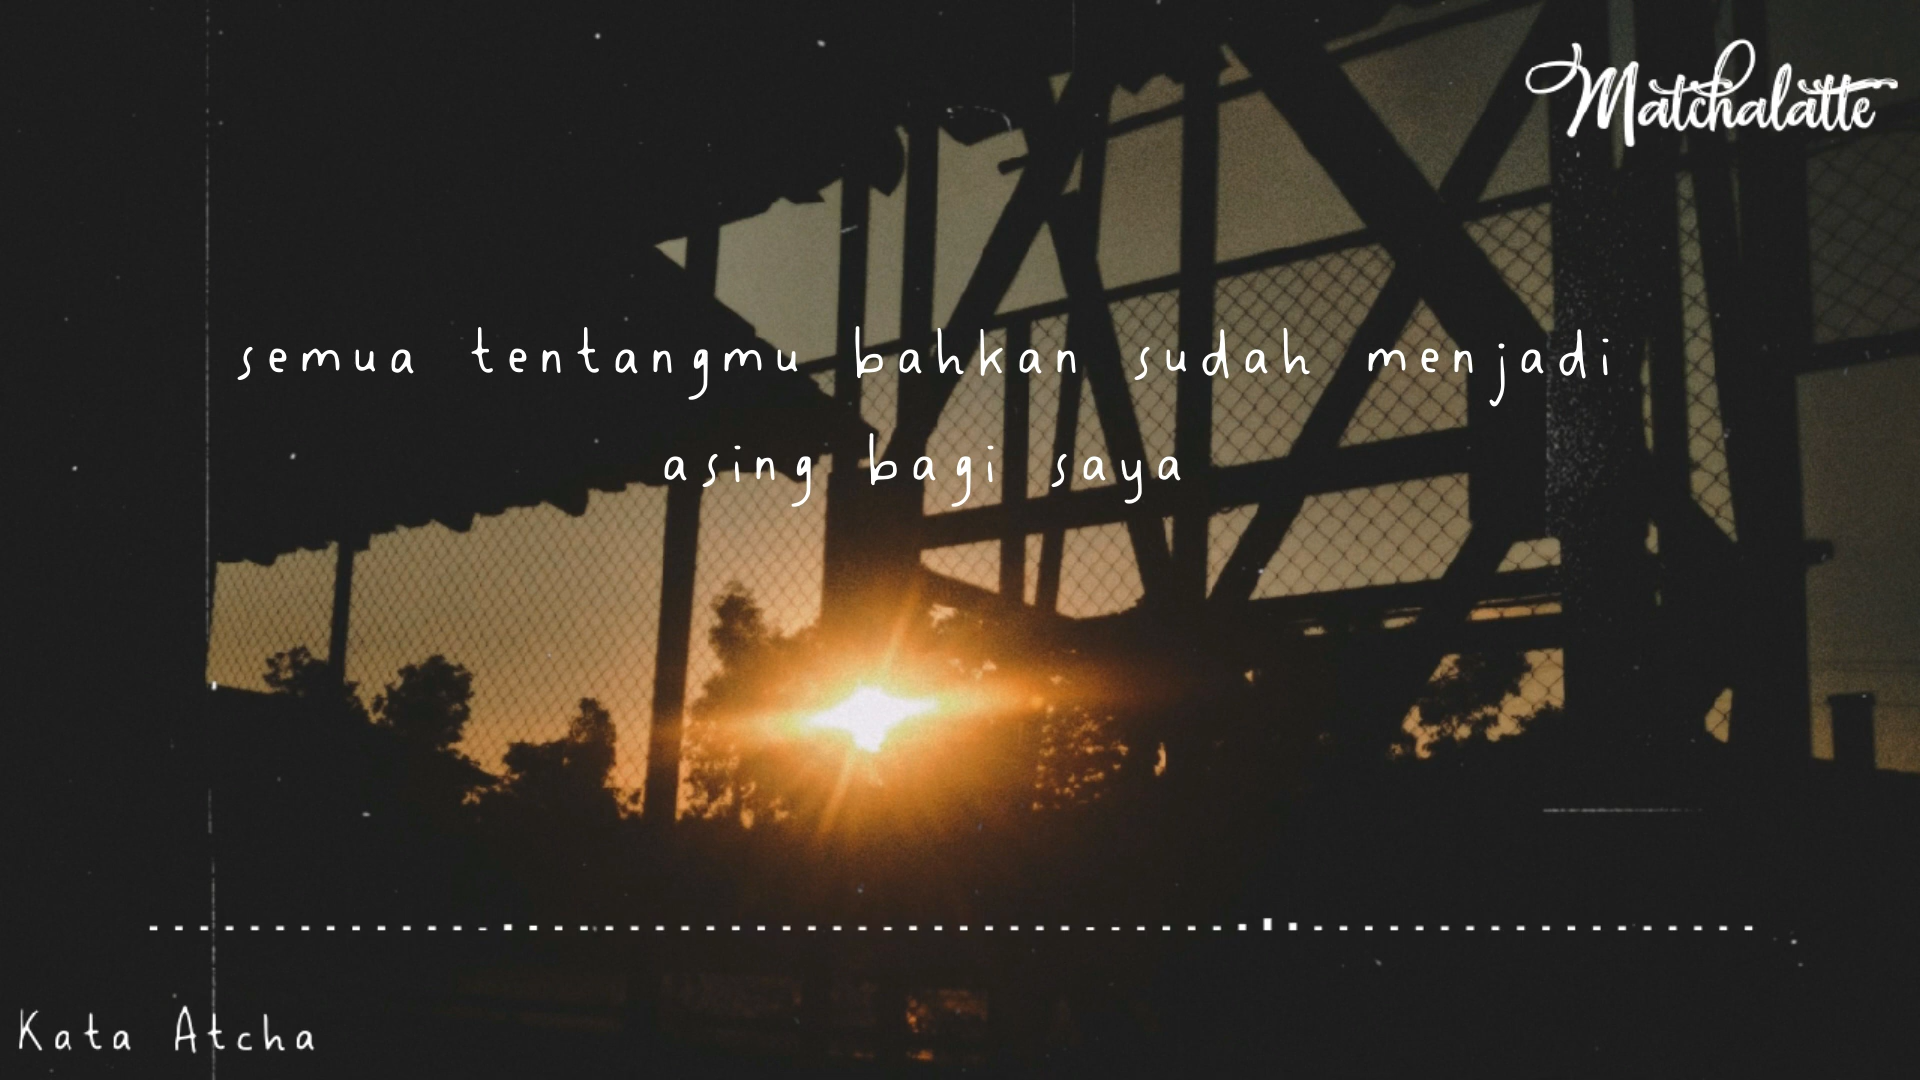 Matchalatte
semua tentangmu bahkan sudah menjadi
asing bagi saya
Kata Atcha